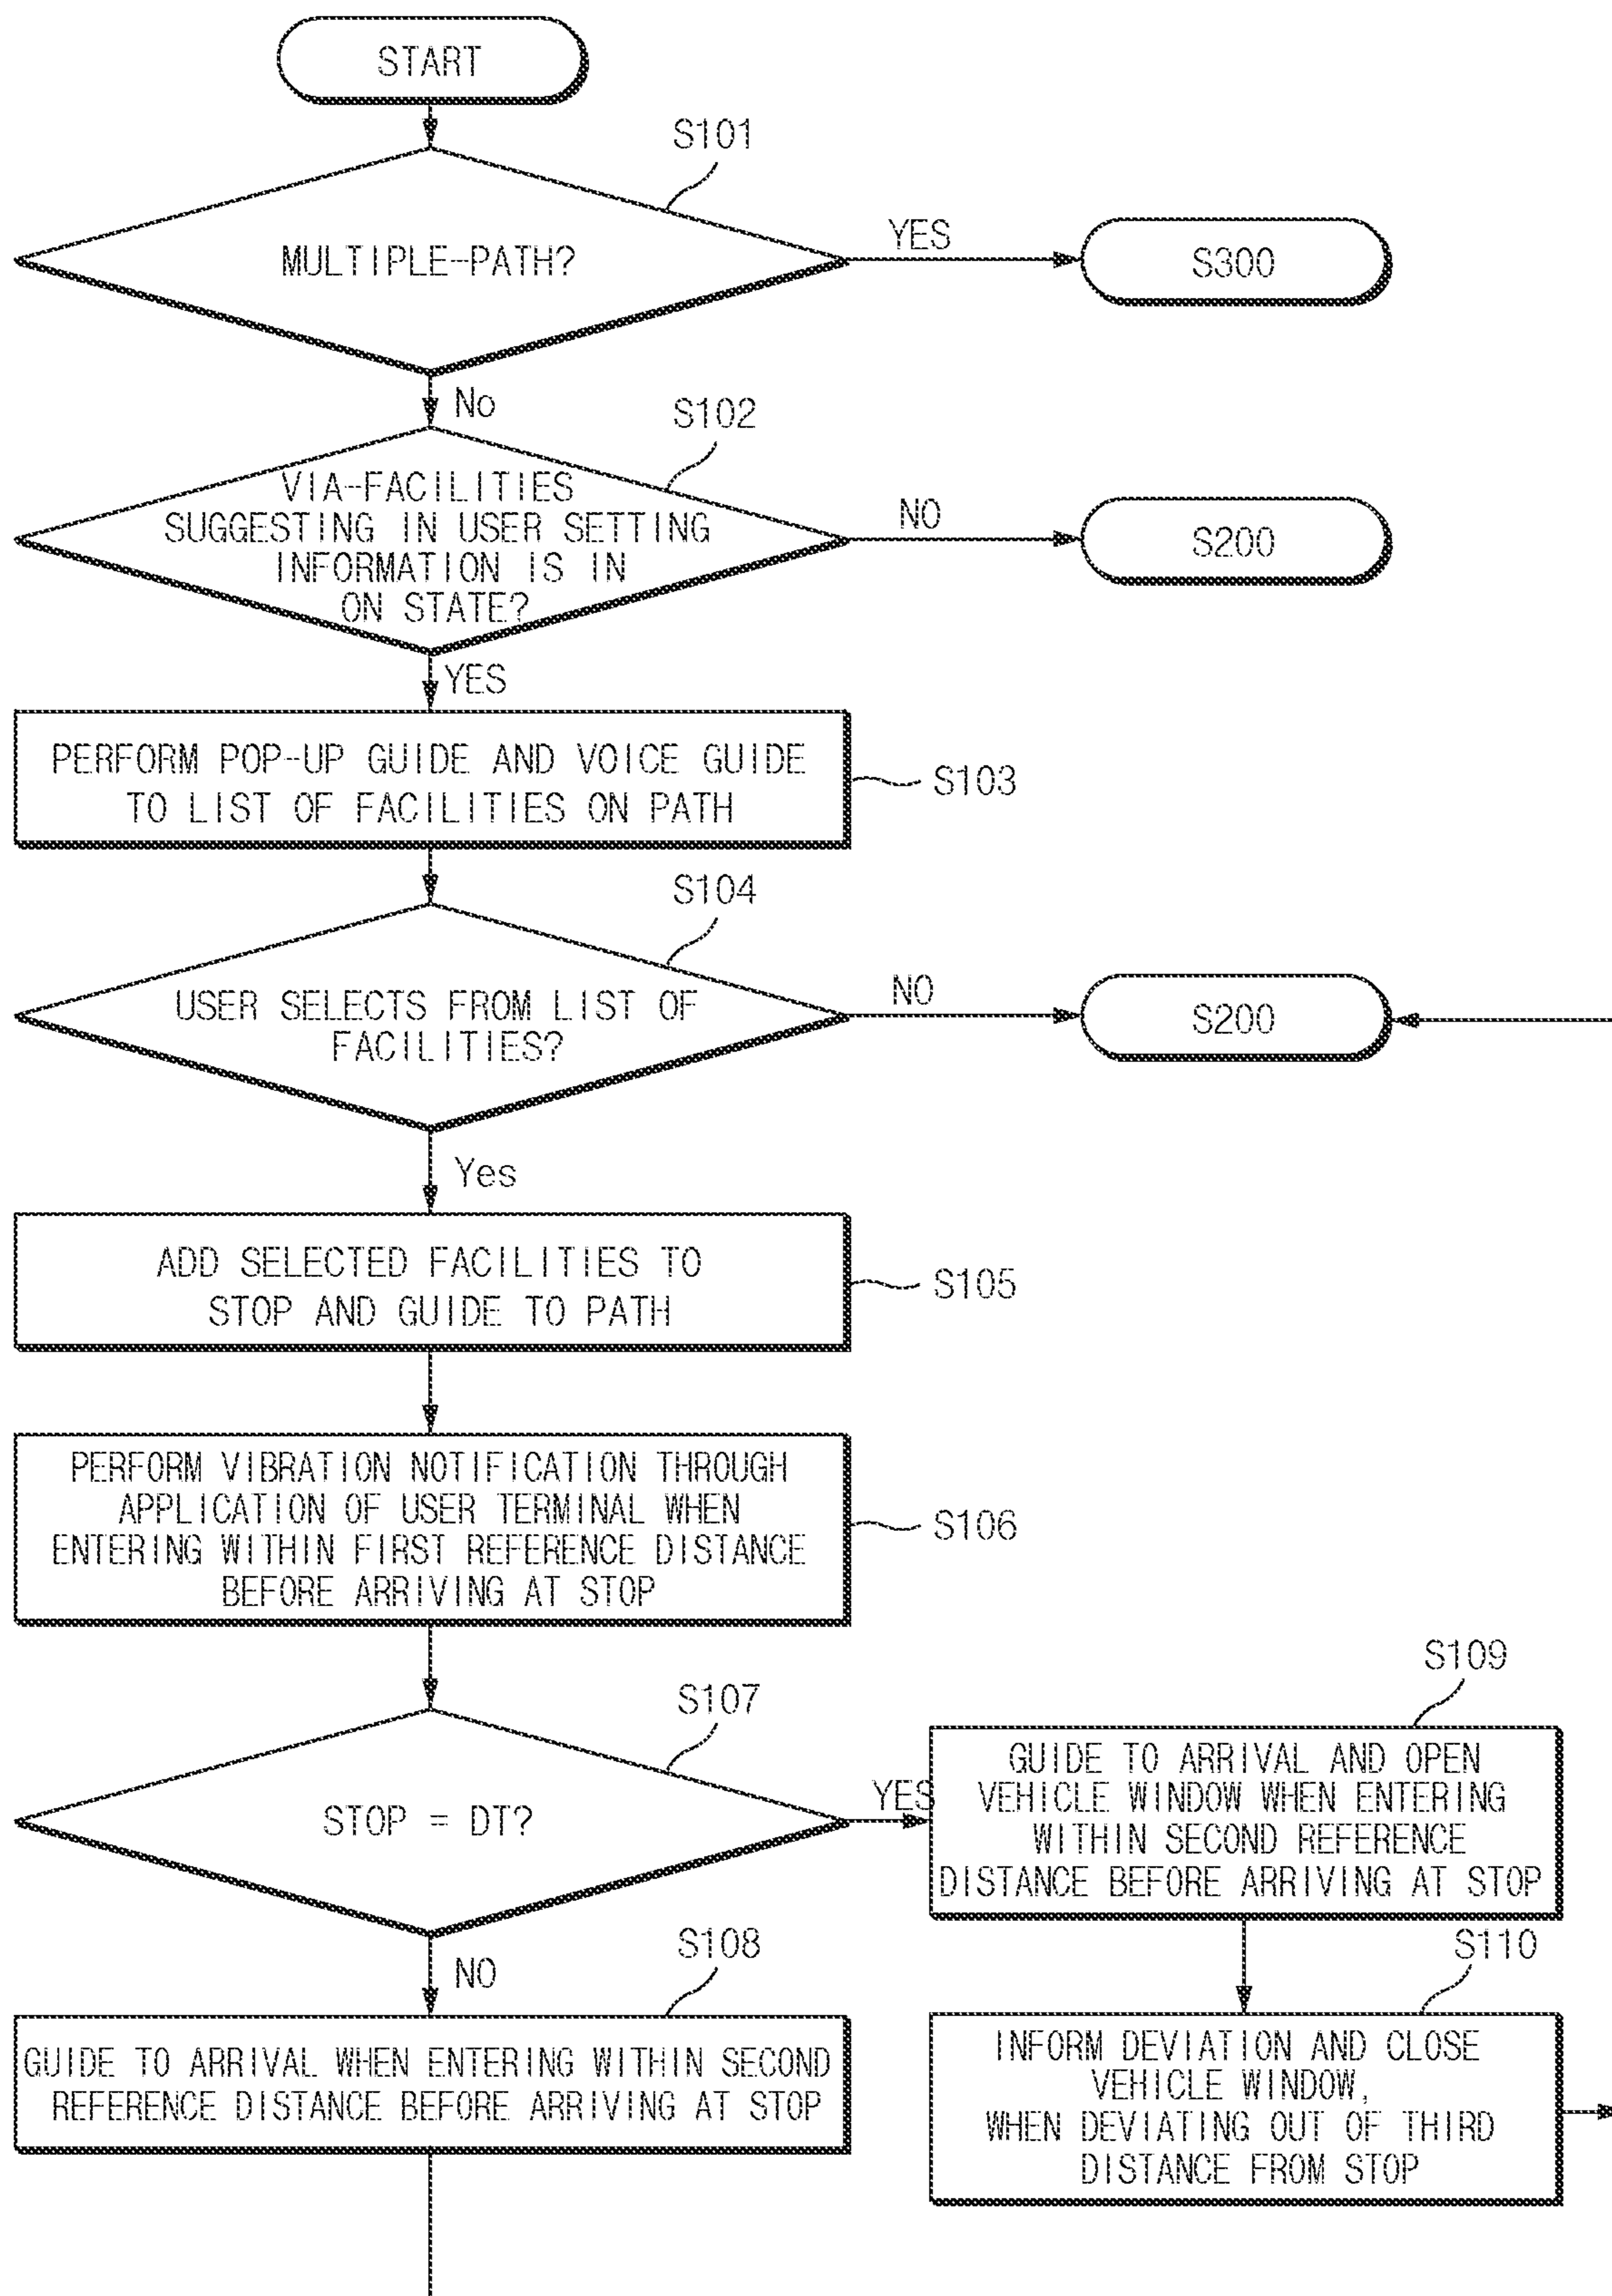 START
S101
MULTIPLE-PATH?
YES
S300
No
S102
VIA-FACILITIES
SUGGESTING IN USER SETTING
INFORMATION IS IN
ON STATE?
NO
S200
YES
PERFORM POP-UP GUIDE AND VOICE GUIDE
TO LIST OF FACILITIES ON PATH
S103
S104
USER SELECTS FROM LIST OF
FACILITIES?
NO
S200
Yes
ADD SELECTED FACILITIES TO
STOP AND GUIDE TO PATH
S105
PERFORM VIBRATION NOTIFICATION THROUGH
APPLICATION OF USER TERMINAL WHEN
ENTERING WITHIN FIRST REFERENCE DISTANCE
BEFORE ARRIVING AT STOP
S106
S107
STOP = DT?
YES
S109
GUIDE TO ARRIVAL AND OPEN
VEHICLE WINDOW WHEN ENTERING
WITHIN SECOND REFERENCE
DISTANCE BEFORE ARRIVING AT STOP
NO
S108
GUIDE TO ARRIVAL WHEN ENTERING WITHIN SECOND
REFERENCE DISTANCE BEFORE ARRIVING AT STOP
S110
INFORM DEVIATION AND CLOSE
VEHICLE WINDOW,
WHEN DEVIATING OUT OF THIRD
DISTANCE FROM STOP